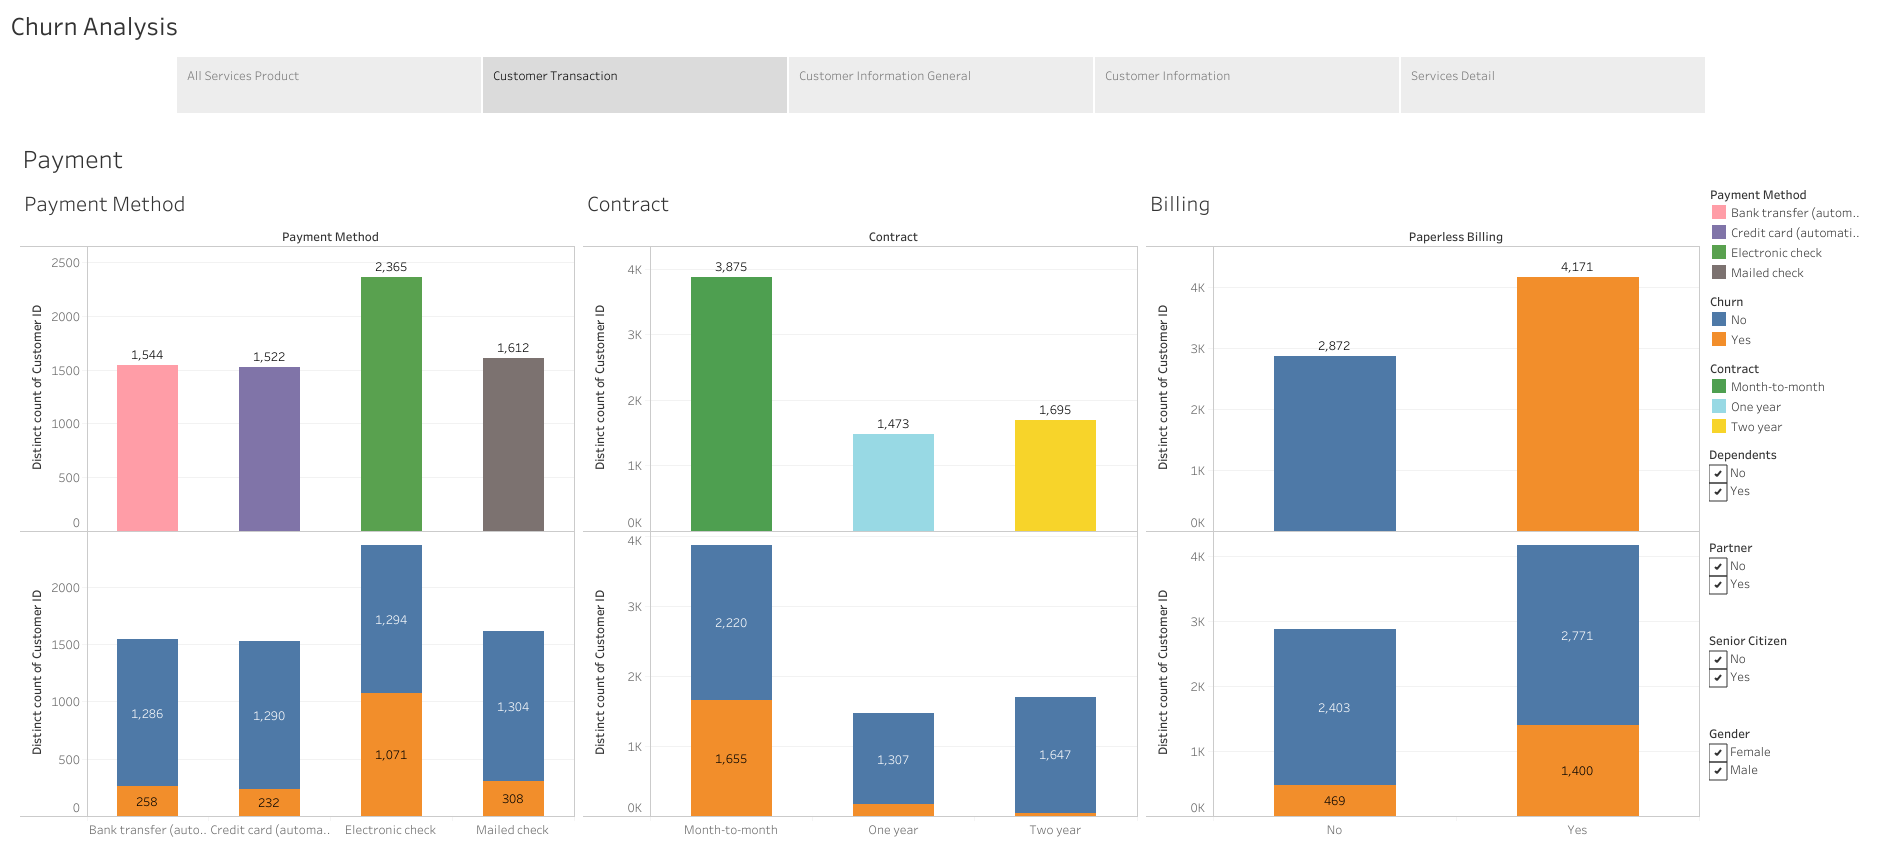 Churn Analysis
All Services Product
Customer Transaction
Customer Information General
Customer Information
Services Detail
Payment
Payment Method
Payment Method
Distinct count of Customer ID
2500
2000
1500
1000
500
0
1,544
1,522
2,365
1,612
Distinct count of Customer ID
2000
1500
1000
500
0
1,286
1,290
1,294
1,304
258
232
1,071
308
Bank transfer (auto..
Credit card (automa..
Electronic check
Mailed check
Contract
Contract
Distinct count of Customer ID
4K
3K
2K
1K
0K
3,875
1,473
1,695
Distinct count of Customer ID
4K
3K
2K
1K
0K
2,220
1,655
1,307
1,647
Month-to-month
One year
Two year
Billing
Paperless Billing
Distinct count of Customer ID
4K
3K
2K
1K
0K
2,872
4,171
Distinct count of Customer ID
4K
3K
2K
1K
0K
2,403
469
2,771
1,400
No
Yes
Payment Method
Bank transfer (autom..
Credit card (automati..
Electronic check
Mailed check
Churn
No
Yes
Contract
Month-to-month
One year
Two year
Dependents
No
Yes
Partner
No
Yes
Senior Citizen
No
Yes
Gender
Female
Male